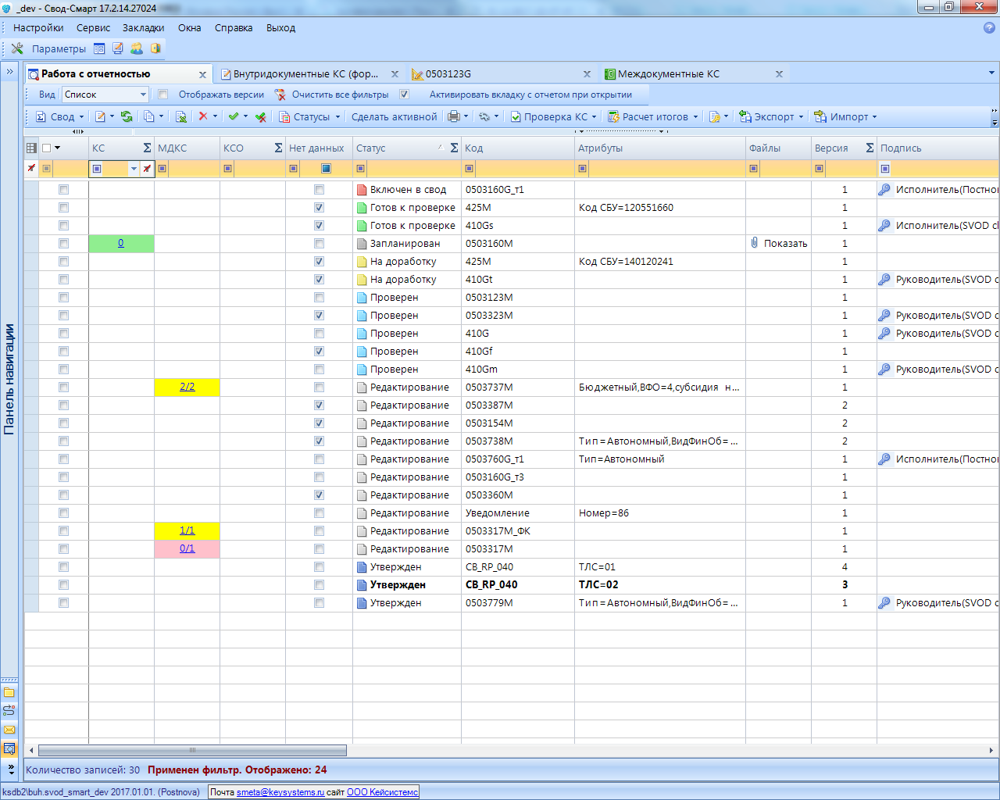 _dev - Свод-Смарт 17.2.14.27024
Настройки Сервис Закладки Окна Справка Выход
Параметры
Работа с отчетностью Внутридокументные КС (фор... 0503123G Междокументные КС
Вид Список Отображать версии Очистить все фильтры Активировать вкладку с отчетом при открытии
Свод Статусы Сделать активной Проверка КС Расчет итогов Экспорт Импорт
КС Σ МДКС КСО Σ Нет данных Статус Σ Код Атрибуты Файлы Версия Σ Подпись
Включен в свод 0503160G_т1 1 Исполнитель(Постно
Готов к проверке 425M Код СБУ=120551660 1
Готов к проверке 410Gs 1 Исполнитель(SVOD cl
0 Запланирован 0503160M Показать 1
На доработку 425M Код СБУ=140120241 1
На доработку 410Gt 1 Руководитель(SVOD c
Проверен 0503123M 1
Проверен 0503323M 1 Руководитель(SVOD c
Проверен 410G 1 Руководитель(SVOD c
Проверен 410Gf 1
Проверен 410Gm 1 Руководитель(SVOD c
2/2 Редактирование 0503737M Бюджетный,ВФО=4,субсидия н... 1
Редактирование 0503387M 2
Редактирование 0503154M 2
Редактирование 0503738M Тип=Автономный,ВидФинОб=... 2
Редактирование 0503760G_т1 Тип=Автономный 1 Исполнитель(Постно
Редактирование 0503160G_т3 1
Редактирование 0503360M 1
Редактирование Уведомление Номер=86 1
1/1 Редактирование 0503317M_ФК 1
0/1 Редактирование 0503317M 1
Утвержден CB_RP_040 ТЛС=01 4
Утвержден CB_RP_040 ТЛС=02 3
Утвержден 0503779M Тип=Автономный,ВидФинОб=... 1 Руководитель(SVOD c
Панель навигации
Количество записей: 30 Применен фильтр. Отображено: 24
ksdb2\buh.svod_smart_dev 2017.01.01. (Postnova) Почта smeta@keysystems.ru сайт ООО Кейсистемс